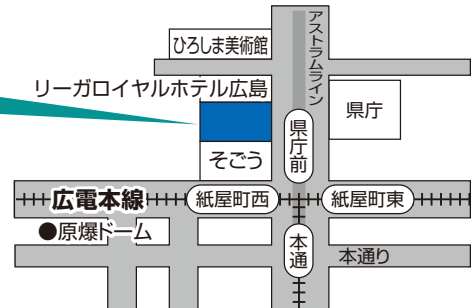 アストラムライン
ひろしま美術館
リーガロイヤルホテル広島
県庁
県庁前
そごう
広電本線
紙屋町西
紙屋町東
●原爆ドーム
本通
本通り